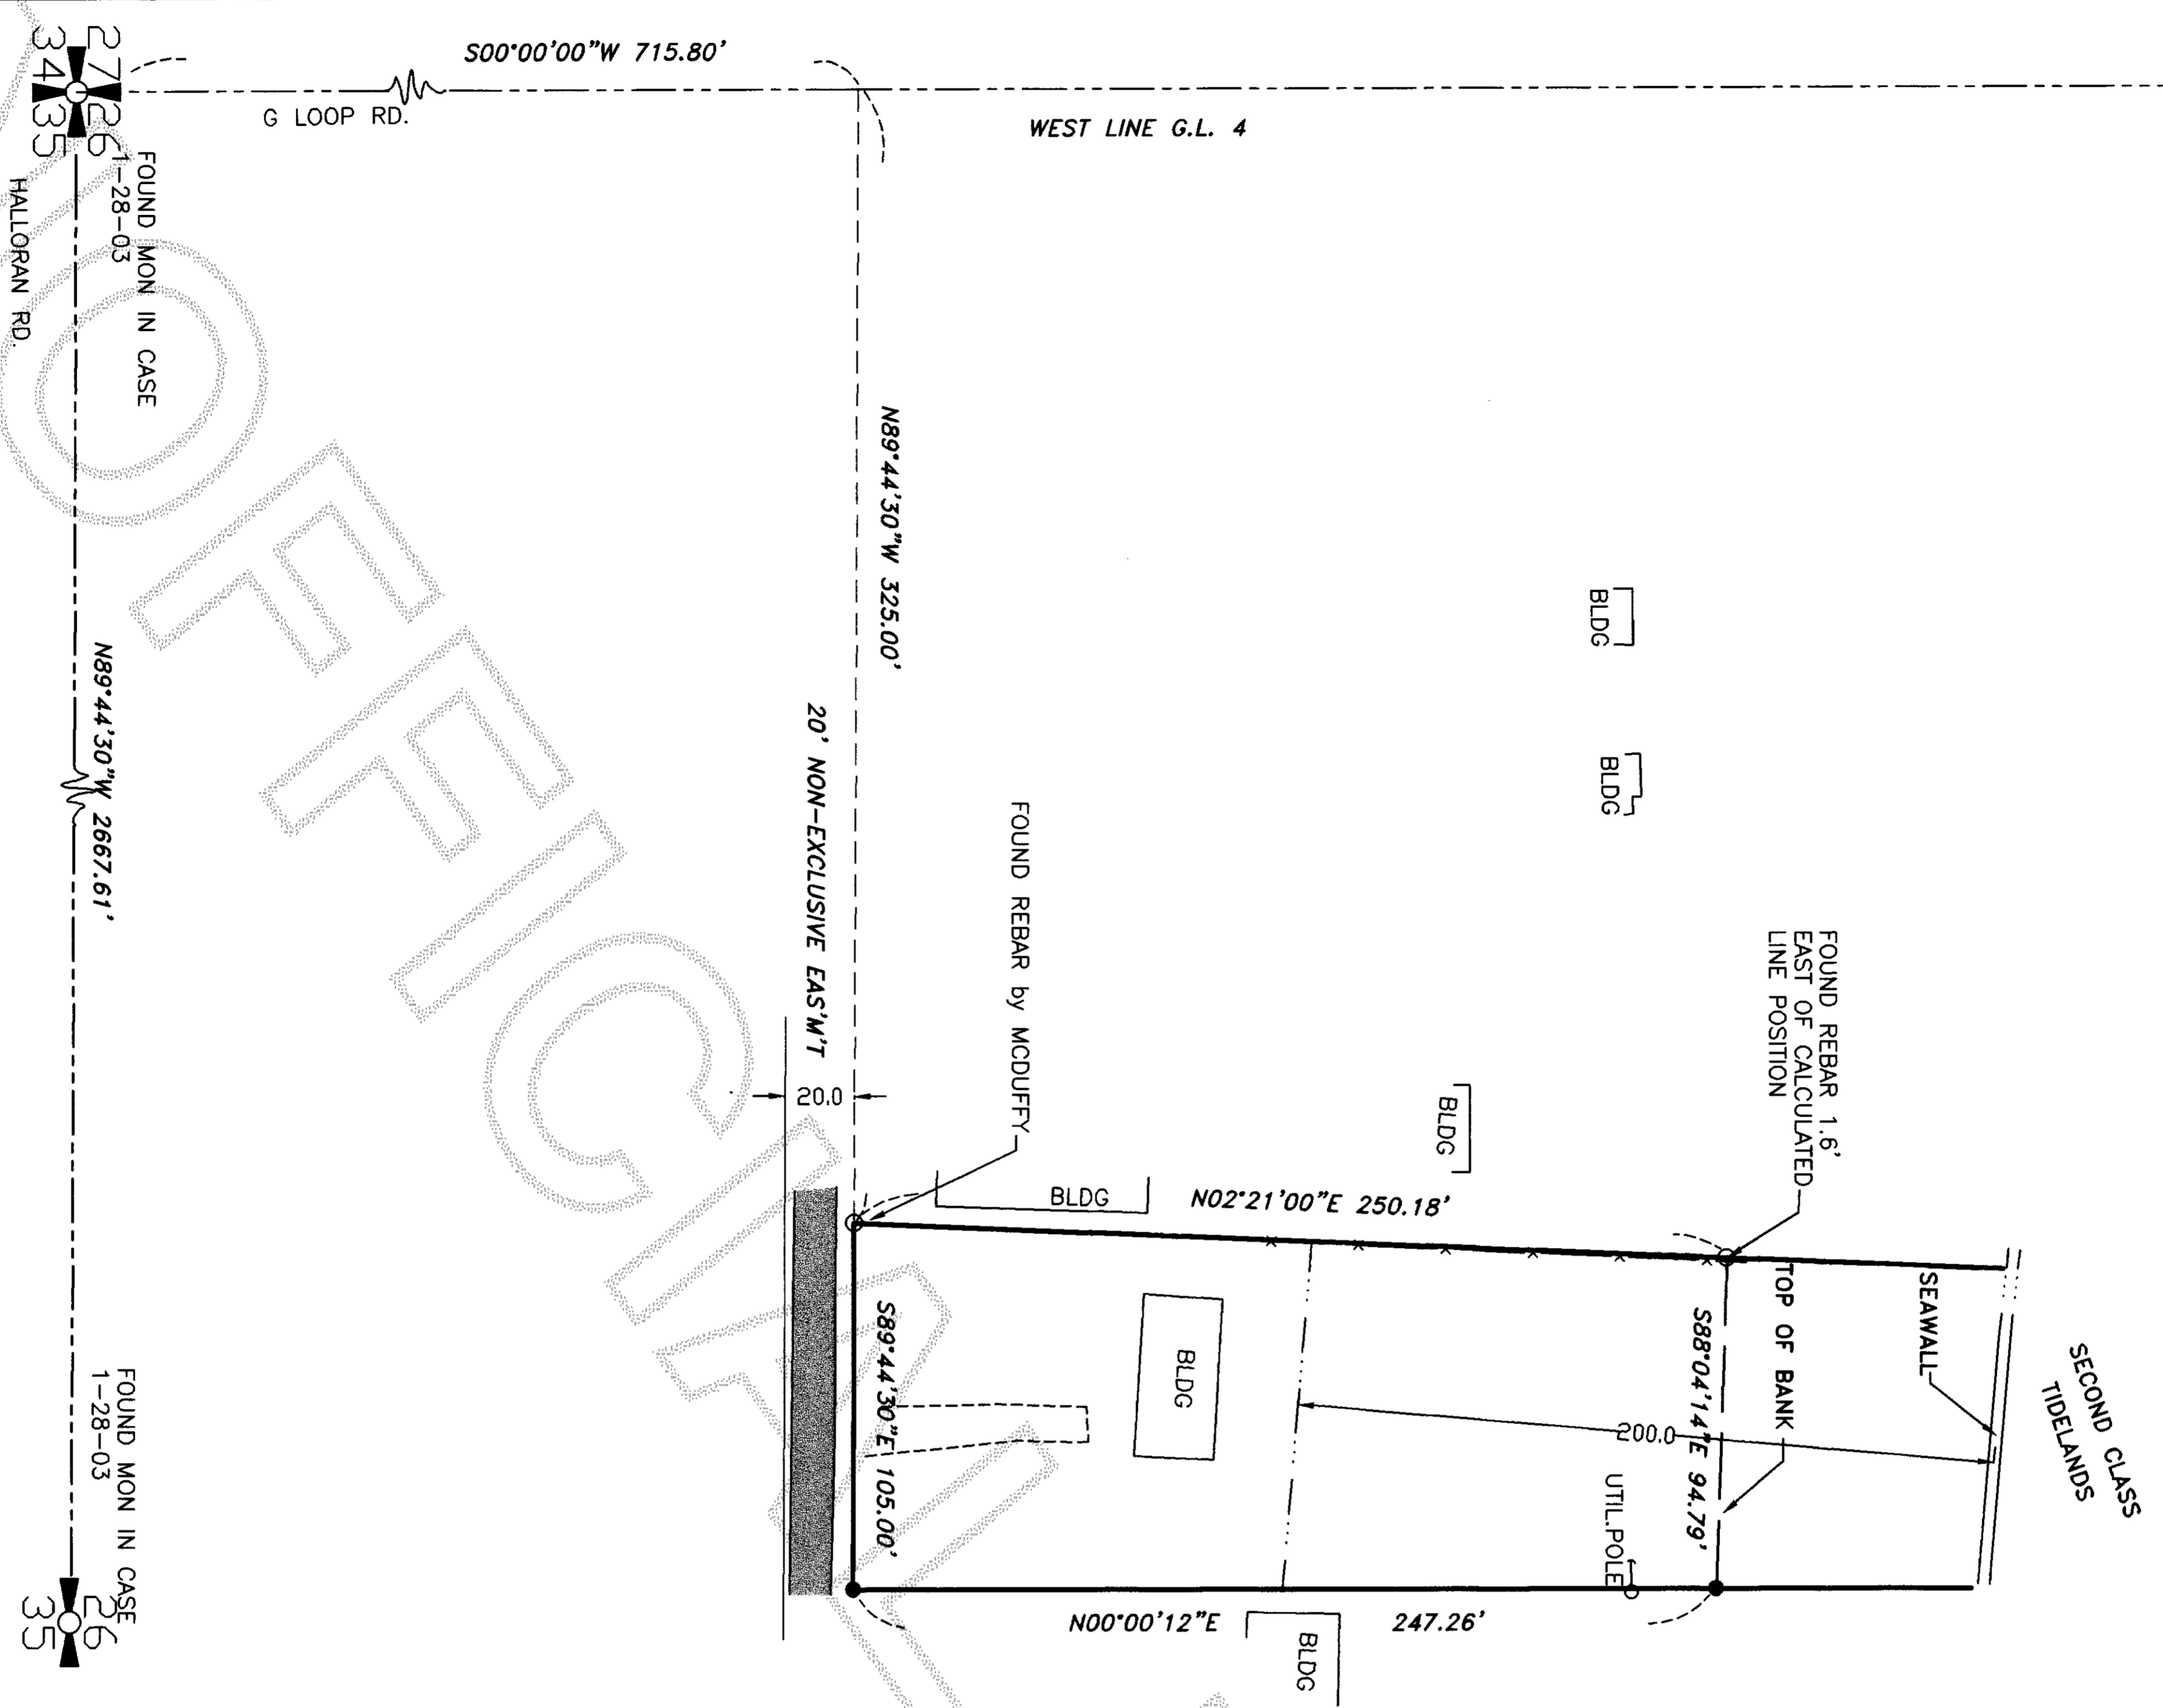 S00°00'00"W 715.80'
G LOOP RD.
WEST LINE G.L. 4
27 26
34 35
FOUND MON IN CASE
1-28-03
HALLORAN RD.
N89°44'30"W 2667.61'
FOUND MON IN CASE
1-28-03
26
35
N89°44'30"W 325.00'
20' NON-EXCLUSIVE EAS'M'T
20.0
FOUND REBAR by MCDUFFY
BLDG
BLDG
BLDG
BLDG
N02°21'00"E 250.18'
FOUND REBAR 1.6'
EAST OF CALCULATED
LINE POSITION
TOP OF BANK
SEAWALL
SECOND CLASS
TIDELANDS
S88°04'14"E 94.79'
200.0
UTIL.POLE
BLDG
S89°44'30"E 105.00'
N00°00'12"E 247.26'
BLDG
OFFICIAL